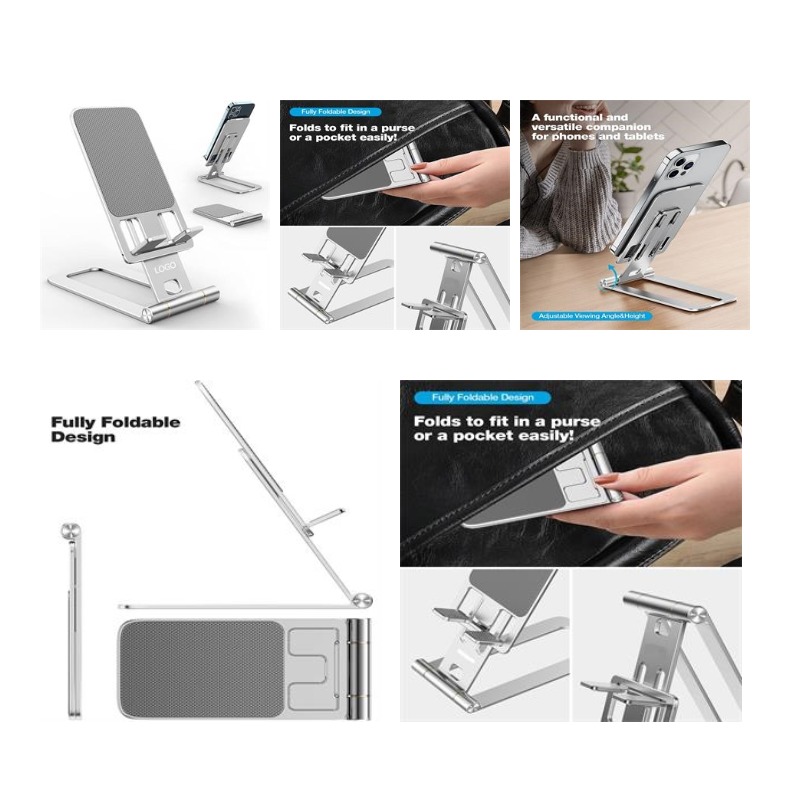 LOGO
Fully Foldable Design
Folds to fit in a purse
or a pocket easily!
A functional and
versatile companion
for phones and tablets
Adjustable Viewing Angle&Height
Fully Foldable
Design
Fully Foldable Design
Folds to fit in a purse
or a pocket easily!